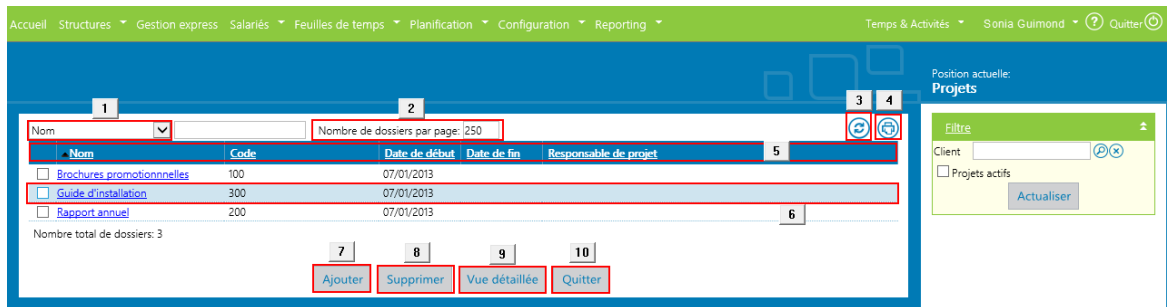 Accueil Structures Gestion express Salariés Feuilles de temps Planification Configuration Reporting Temps & Activités Sonia Guimond ? Quitter
Position actuelle:
Projets
1 2 3 4
Nom Nombre de dossiers par page: 250
Filtre
Nom Code Date de début Date de fin Responsable de projet 5
Client
Brochures promotionnnelles 100 07/01/2013
Projets actifs
Guide d'installation 300 07/01/2013
Actualiser
Rapport annuel 200 07/01/2013 6
Nombre total de dossiers: 3
7 8 9 10
Ajouter Supprimer Vue détaillée Quitter